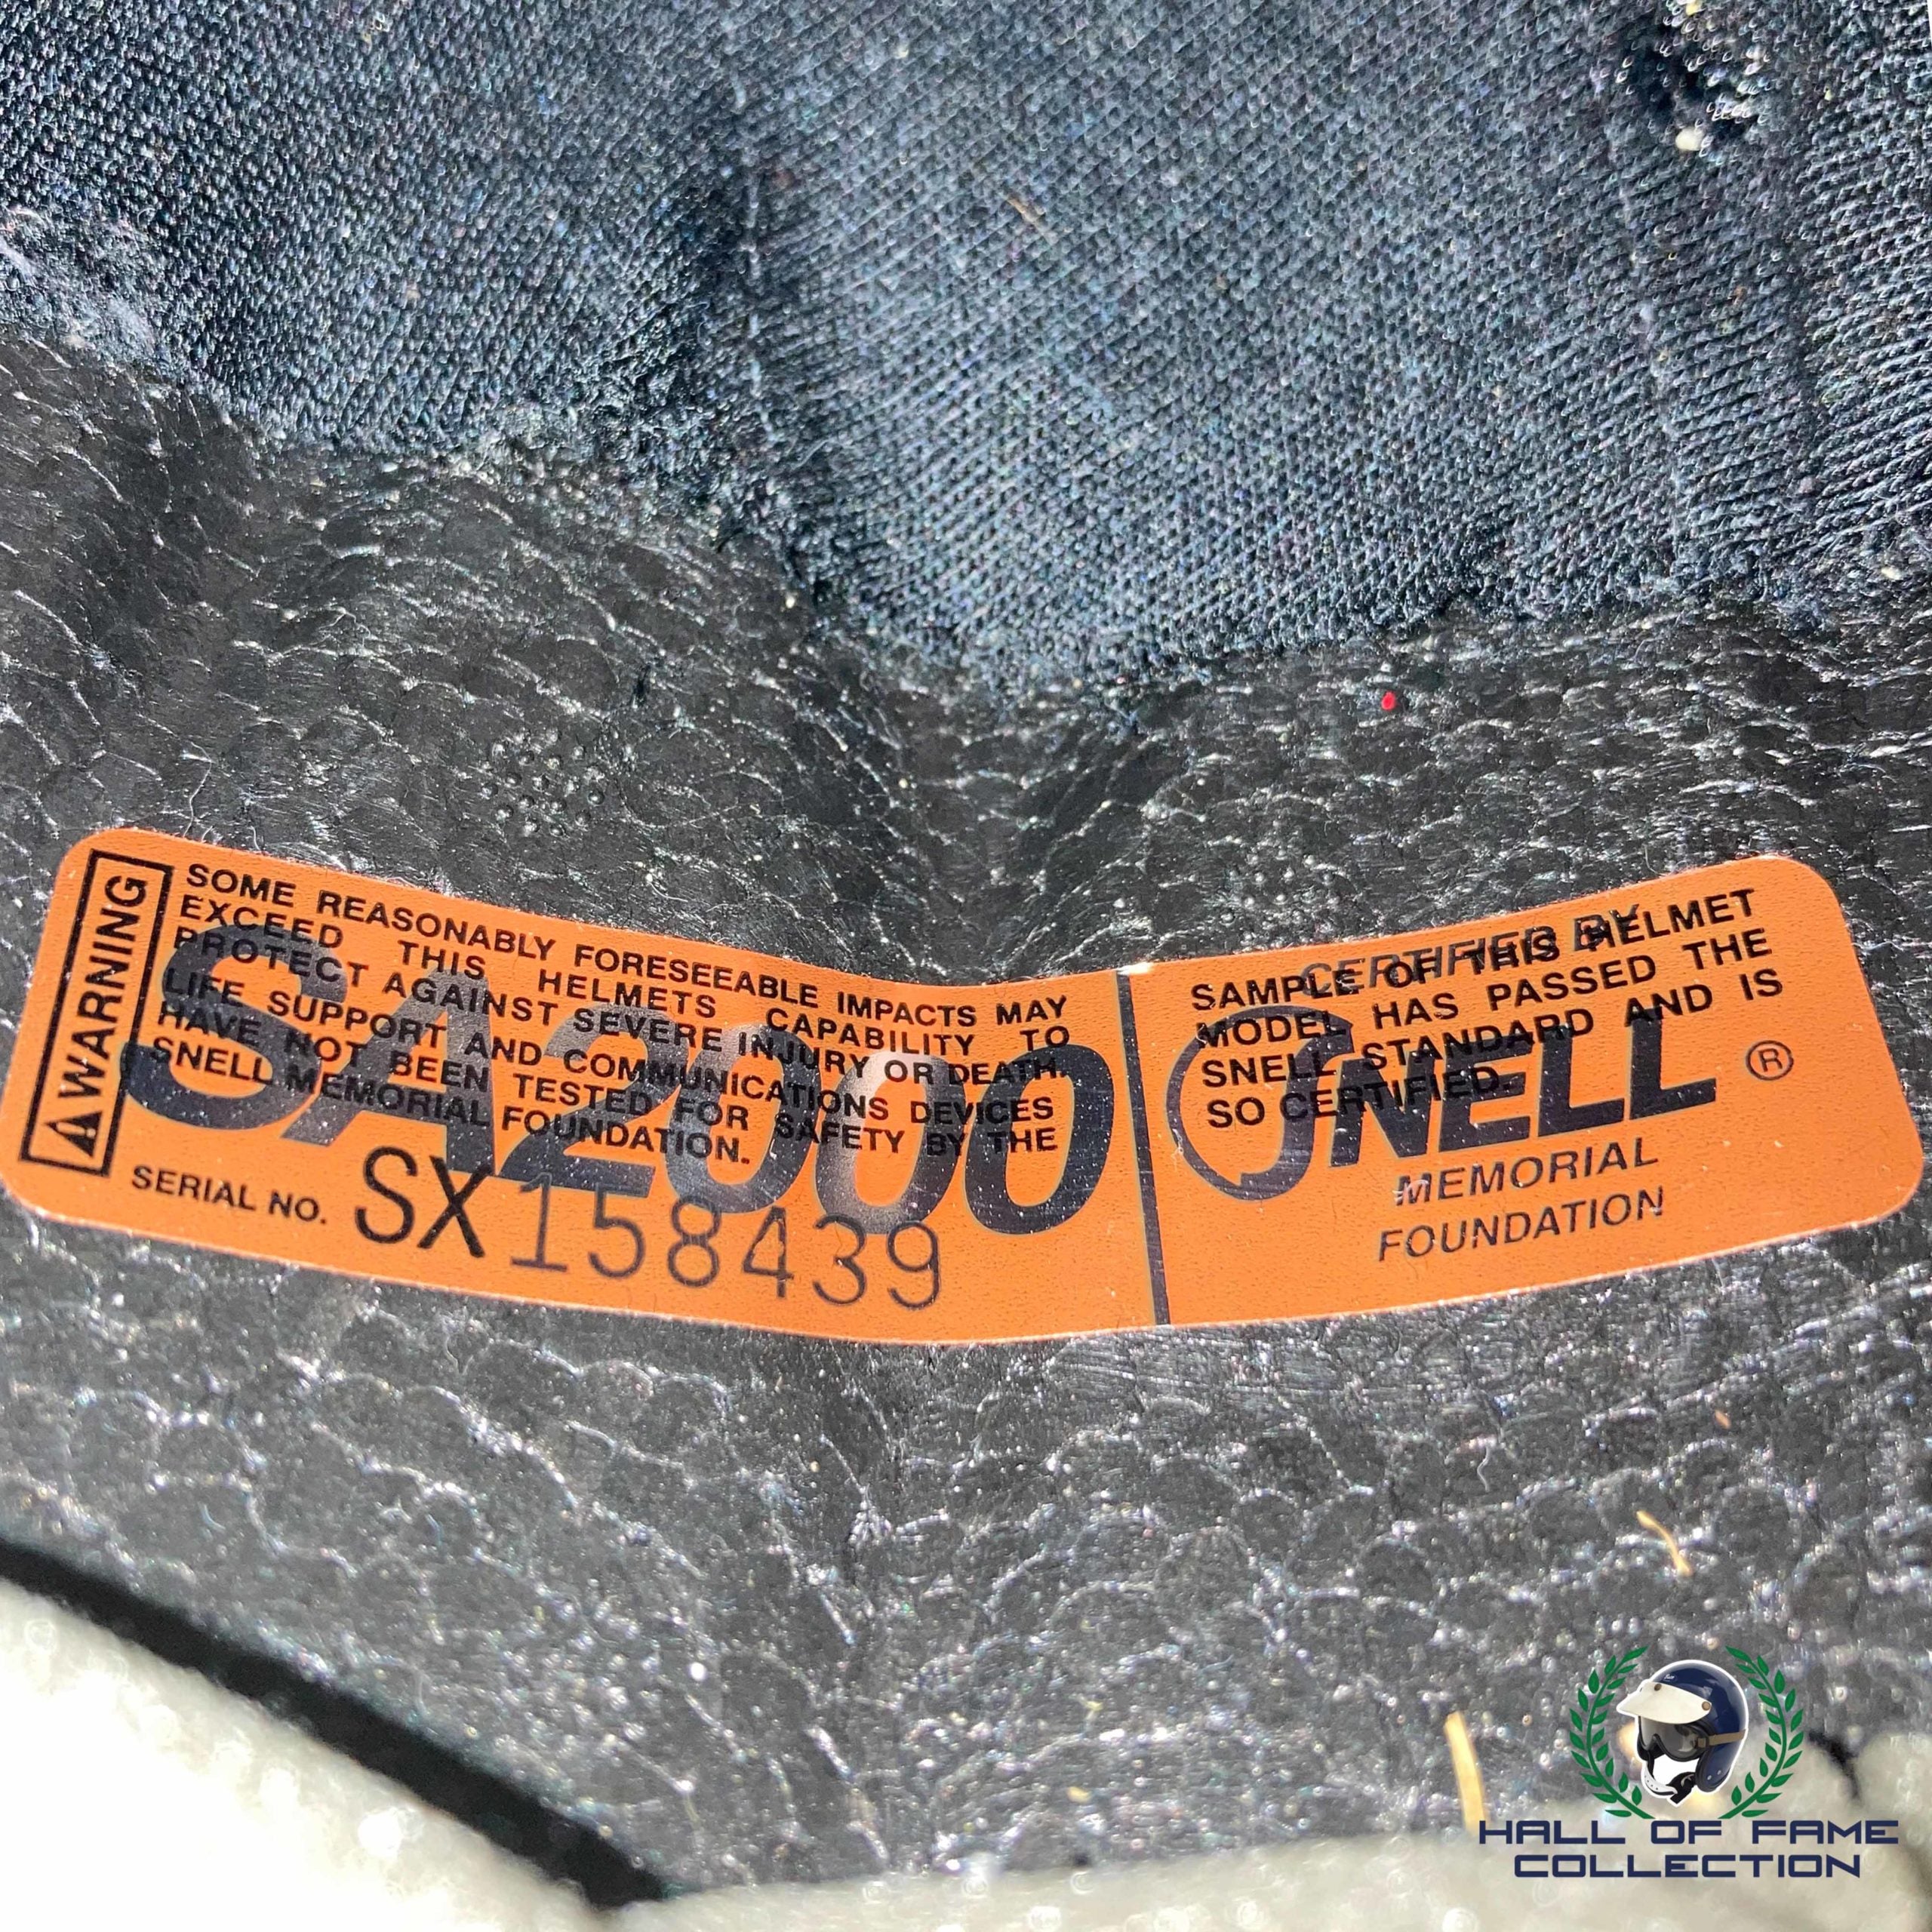 WARNING
SOME REASONABLY FORESEEABLE IMPACTS MAY
EXCEED THIS HELMETS CAPABILITY TO
PROTECT AGAINST SEVERE INJURY OR DEATH.
LIFE SUPPORT AND COMMUNICATIONS DEVICES
HAVE NOT BEEN TESTED FOR SAFETY BY THE
SNELL MEMORIAL FOUNDATION.
SA2000
SERIAL NO. SX158439
CERTIFIED BY
SAMPLE OF THIS HELMET
MODEL HAS PASSED THE
SNELL STANDARD AND IS
SO CERTIFIED.
SNELL ®
MEMORIAL
FOUNDATION
HALL OF FAME
COLLECTION